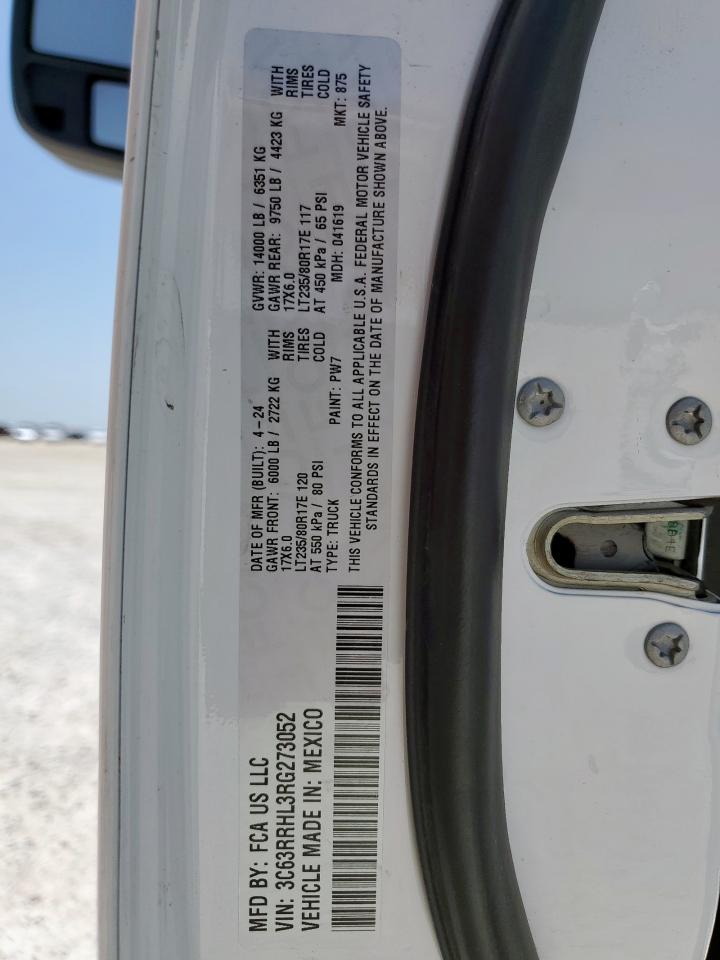 MFD BY: FCA US LLC
VIN: 3C63RRHL3RG273052
VEHICLE MADE IN: MEXICO
DATE OF MFR (BUILT): 4-24 GVWR: 14000 LB / 6351 KG
GAWR FRONT: 6000 LB / 2722 KG WITH GAWR REAR: 9750 LB / 4423 KG WITH
17X6.0 RIMS 17X6.0 RIMS
LT235/80R17E 120 TIRES LT235/80R17E 117 TIRES
AT 550 kPa / 80 PSI COLD AT 450 kPa / 65 PSI COLD
TYPE: TRUCK PAINT: PW7 MDH: 041619 MKT: 875
THIS VEHICLE CONFORMS TO ALL APPLICABLE U.S.A. FEDERAL MOTOR VEHICLE SAFETY
STANDARDS IN EFFECT ON THE DATE OF MANUFACTURE SHOWN ABOVE.